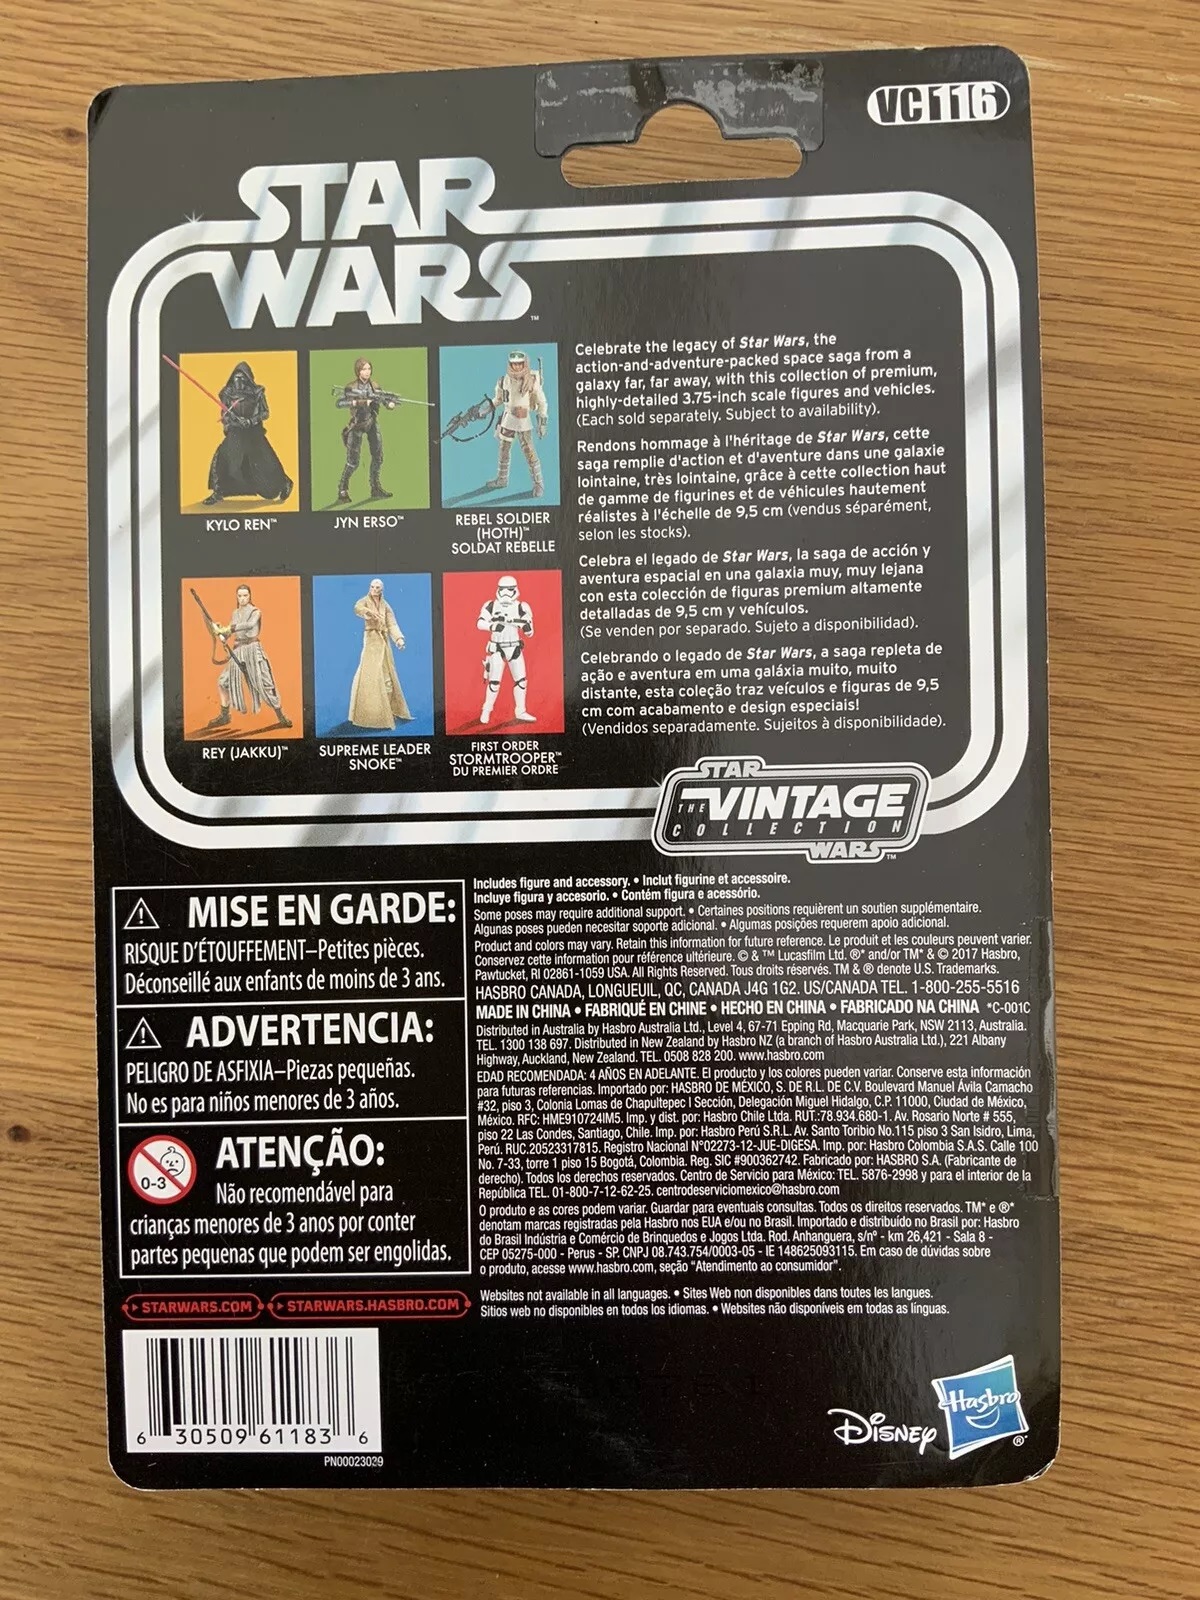 VC116
STAR
WARS™
KYLO REN™
JYN ERSO™
REBEL SOLDIER
(HOTH)™
SOLDAT REBELLE
REY (JAKKU)™
SUPREME LEADER
SNOKE™
FIRST ORDER
STORMTROOPER™
DU PREMIER ORDRE
Celebrate the legacy of Star Wars, the
action-and-adventure-packed space saga from a
galaxy far, far away, with this collection of premium,
highly-detailed 3.75-inch scale figures and vehicles.
(Each sold separately. Subject to availability).
Rendons hommage à l'héritage de Star Wars, cette
saga remplie d'action et d'aventure dans une galaxie
lointaine, très lointaine, grâce à cette collection haut
de gamme de figurines et de véhicules hautement
réalistes à l'échelle de 9,5 cm (vendus séparément,
selon les stocks).
Celebra el legado de Star Wars, la saga de acción y
aventura espacial en una galaxia muy, muy lejana
con esta colección de figuras premium altamente
detalladas de 9,5 cm y vehículos.
(Se venden por separado. Sujeto a disponibilidad).
Celebrando o legado de Star Wars, a saga repleta de
ação e aventura em uma galáxia muito, muito
distante, esta coleção traz veículos e figuras de 9,5
cm com acabamento e design especiais!
(Vendidos separadamente. Sujeitos à disponibilidade).
STAR
THE VINTAGE
COLLECTION
WARS™
MISE EN GARDE:
RISQUE D'ÉTOUFFEMENT–Petites pièces.
Déconseillé aux enfants de moins de 3 ans.
ADVERTENCIA:
PELIGRO DE ASFIXIA–Piezas pequeñas.
No es para niños menores de 3 años.
0-3
ATENÇÃO:
Não recomendável para
crianças menores de 3 anos por conter
partes pequenas que podem ser engolidas.
STARWARS.COM
STARWARS.HASBRO.COM
6 30509 61183 6
PN00023029
Includes figure and accessory. • Inclut figurine et accessoire.
Incluye figura y accesorio. • Contém figura e acessório.
Some poses may require additional support. • Certaines positions requièrent un soutien supplémentaire.
Algunas poses pueden necesitar soporte adicional. • Algumas posições requerem apoio adicional.
Product and colors may vary. Retain this information for future reference. Le produit et les couleurs peuvent varier.
Conservez cette information pour référence ultérieure. © & ™ Lucasfilm Ltd. ®* and/or TM* & © 2017 Hasbro,
Pawtucket, RI 02861-1059 USA. All Rights Reserved. Tous droits réservés. TM & ® denote U.S. Trademarks.
HASBRO CANADA, LONGUEUIL, QC, CANADA J4G 1G2. US/CANADA TEL. 1-800-255-5516
MADE IN CHINA • FABRIQUÉ EN CHINE • HECHO EN CHINA • FABRICADO NA CHINA *C-001C
Distributed in Australia by Hasbro Australia Ltd., Level 4, 67-71 Epping Rd, Macquarie Park, NSW 2113, Australia.
TEL. 1300 138 697. Distributed in New Zealand by Hasbro NZ (a branch of Hasbro Australia Ltd.), 221 Albany
Highway, Auckland, New Zealand. TEL. 0508 828 200. www.hasbro.com
EDAD RECOMENDADA: 4 AÑOS EN ADELANTE. El producto y los colores pueden variar. Conserve esta información
para futuras referencias. Importado por: HASBRO DE MÉXICO, S. DE R.L. DE C.V. Boulevard Manuel Ávila Camacho
#32, piso 3, Colonia Lomas de Chapultepec I Sección, Delegación Miguel Hidalgo, C.P. 11000, Ciudad de México,
México. RFC: HME910724IM5. Imp. y dist. por: Hasbro Chile Ltda. RUT.:78.934.680-1. Av. Rosario Norte # 555,
piso 22 Las Condes, Santiago, Chile. Imp. por: Hasbro Perú S.R.L. Av. Santo Toribio No.115 piso 3 San Isidro, Lima,
Perú. RUC.20523317815. Registro Nacional N°02273-12-JUE-DIGESA. Imp. por: Hasbro Colombia S.A.S. Calle 100
No. 7-33, torre 1 piso 15 Bogotá, Colombia. Reg. SIC #900362742. Fabricado por: HASBRO S.A. (Fabricante de
derecho). Todos los derechos reservados. Centro de Servicio para México: TEL. 5876-2998 y para el interior de la
República TEL. 01-800-7-12-62-25. centrodeserviciomexico@hasbro.com
O produto e as cores podem variar. Guardar para eventuais consultas. Todos os direitos reservados. TM* e ®*
denotam marcas registradas pela Hasbro nos EUA e/ou no Brasil. Importado e distribuído no Brasil por: Hasbro
do Brasil Indústria e Comércio de Brinquedos e Jogos Ltda. Rod. Anhanguera, s/nº - km 26,421 - Sala 8 -
CEP 05275-000 - Perus - SP. CNPJ 08.743.754/0003-05 - IE 148625093115. Em caso de dúvidas sobre
o produto, acesse www.hasbro.com, seção "Atendimento ao consumidor".
Websites not available in all languages. • Sites Web non disponibles dans toutes les langues.
Sitios web no disponibles en todos los idiomas. • Websites não disponíveis em todas as línguas.
Disney
Hasbro
®